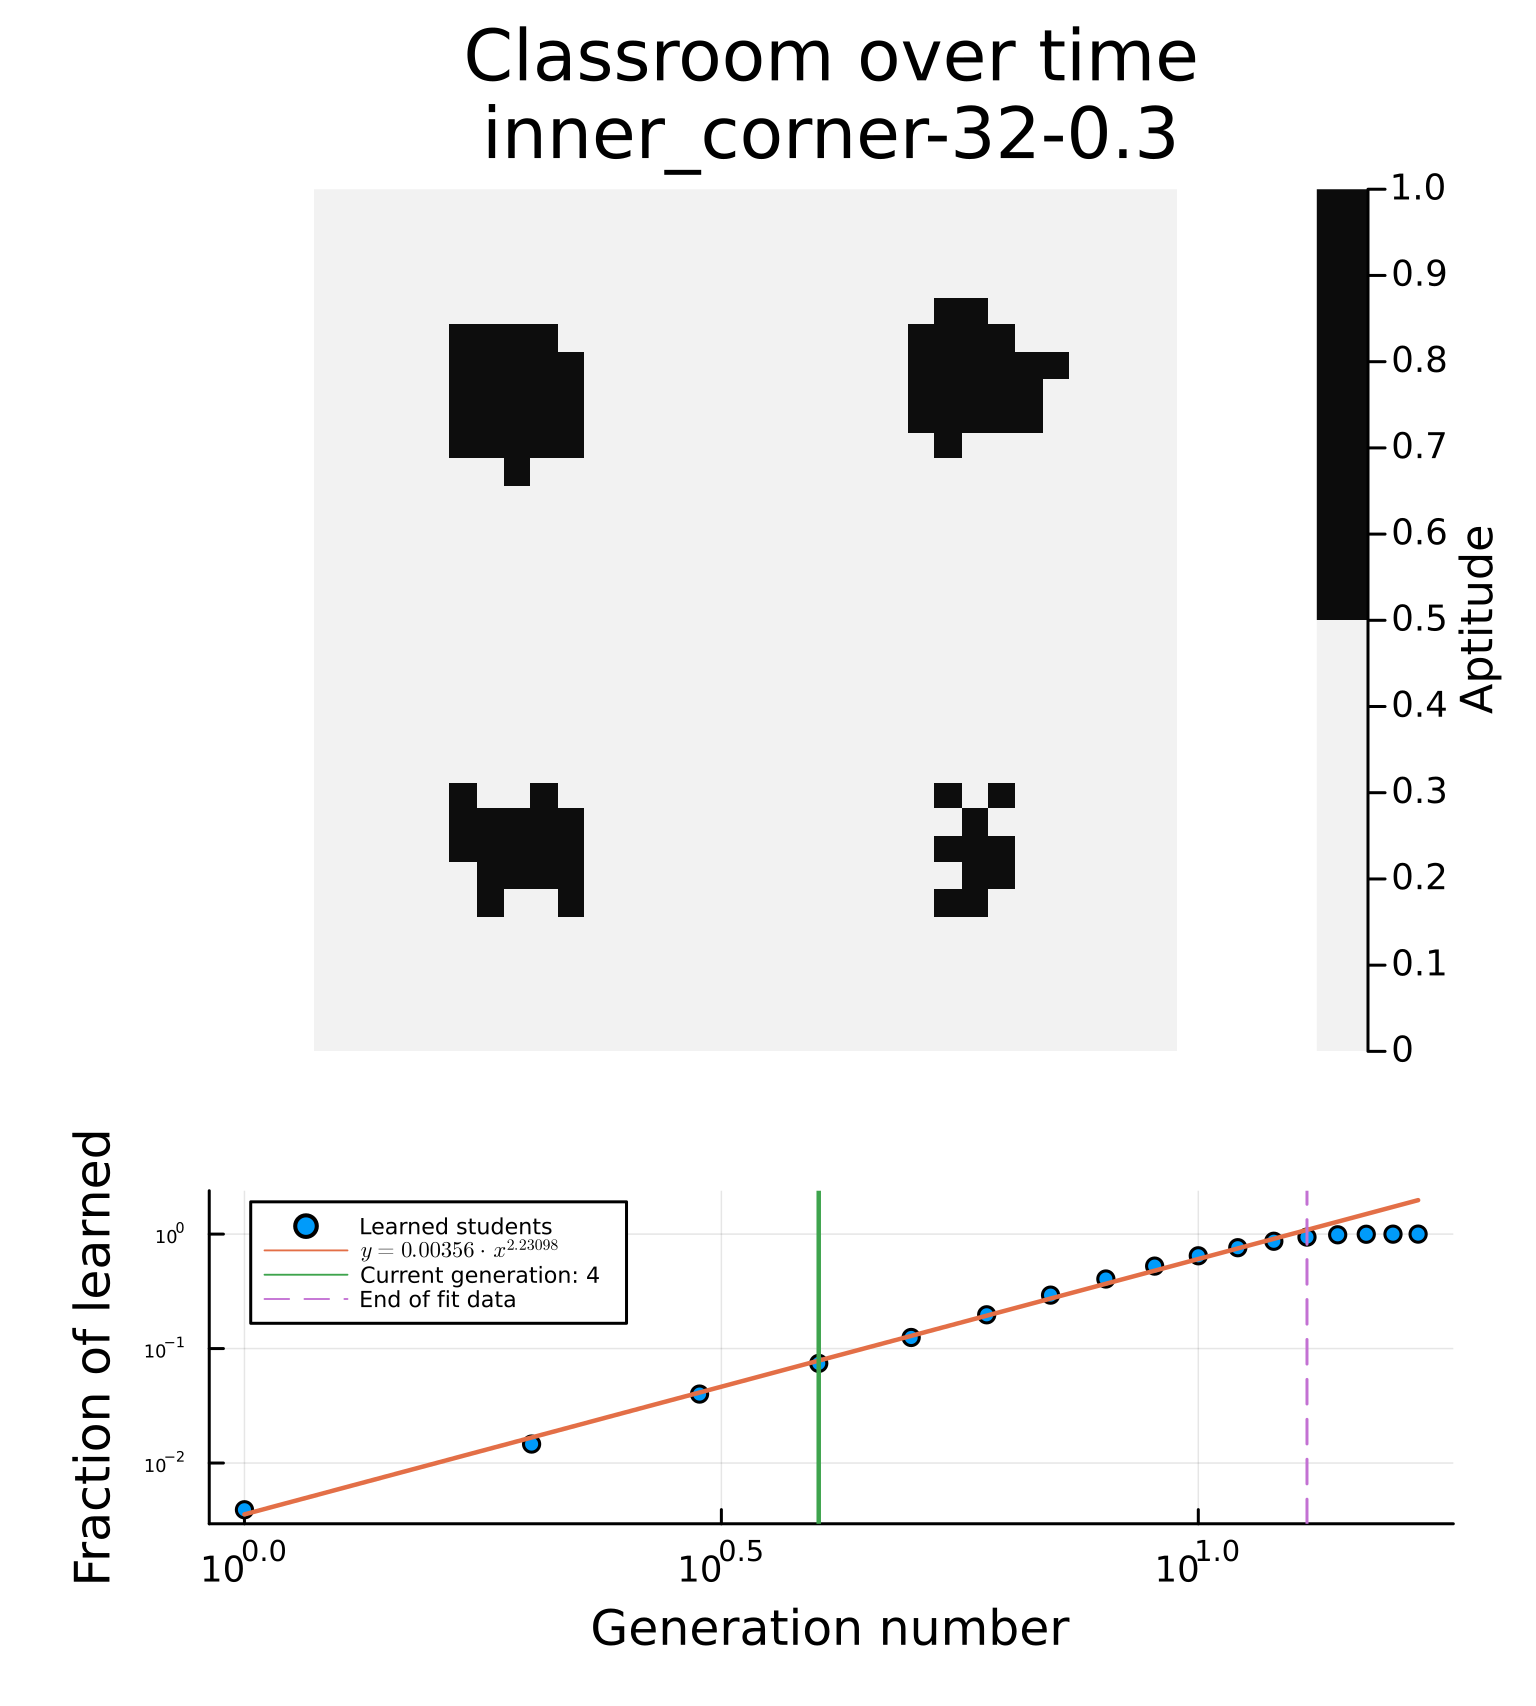 Classroom over time
inner_corner-32-0.3
1.0
0.9
0.8
0.7
0.6
0.5
0.4
0.3
0.2
0.1
0
Aptitude
Fraction of learned
10^0
10^−1
10^−2
Learned students
y = 0.00356 · x^2.23098
Current generation: 4
End of fit data
10^0.0
10^0.5
10^1.0
Generation number